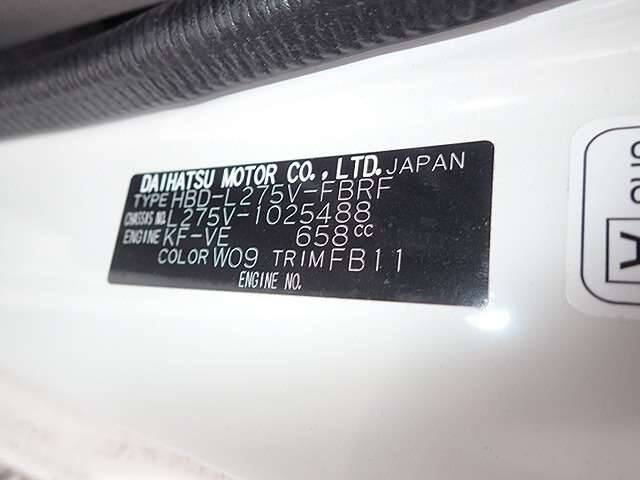 DAIHATSU MOTOR CO., LTD. JAPAN
TYPE HBD-L275V-FBRF
CHASSIS NO. L275V-1025488
ENGINE KF-VE 658cc
COLOR W09 TRIM FB11
ENGINE NO.